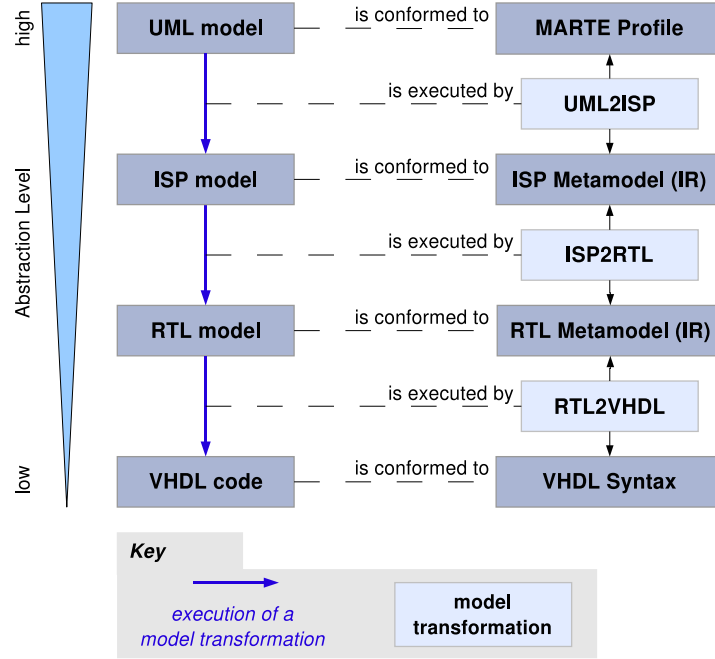 high
UML model
is conformed to
MARTE Profile
is executed by
UML2ISP
ISP model
is conformed to
ISP Metamodel (IR)
Abstraction Level
is executed by
ISP2RTL
RTL model
is conformed to
RTL Metamodel (IR)
is executed by
RTL2VHDL
low
VHDL code
is conformed to
VHDL Syntax
Key
execution of a
model transformation
model
transformation